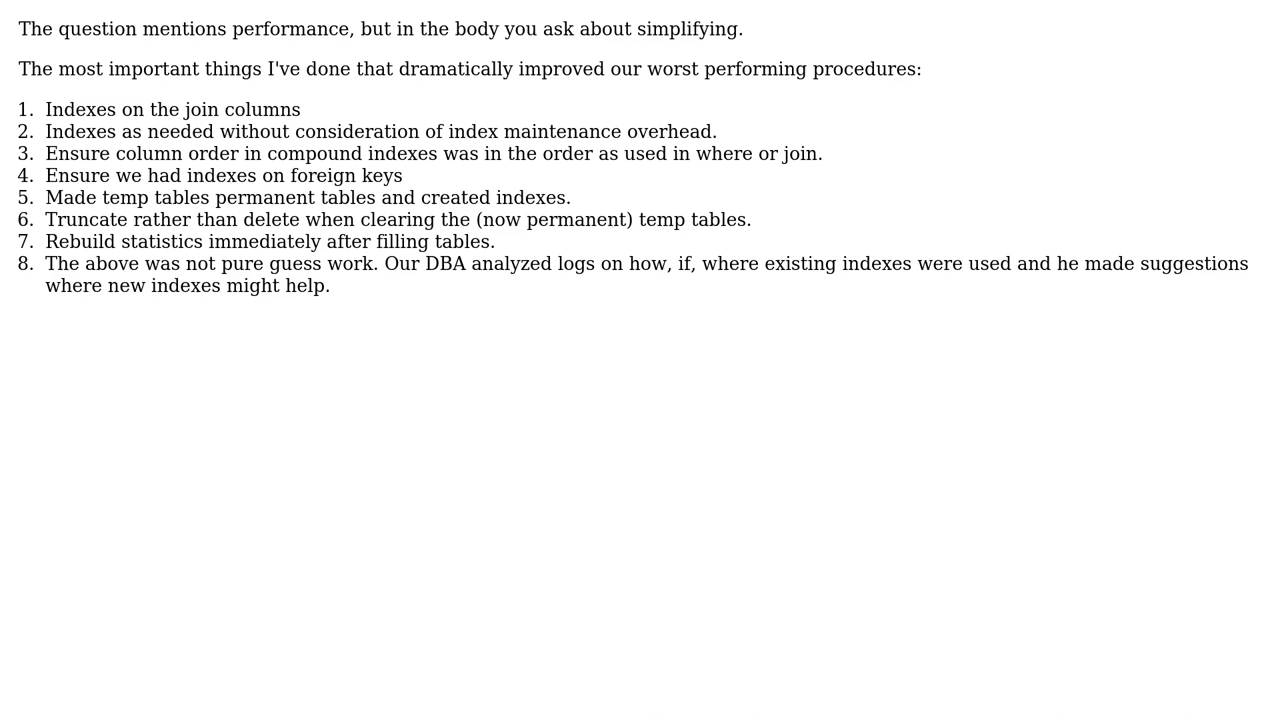 The question mentions performance, but in the body you ask about simplifying.
The most important things I've done that dramatically improved our worst performing procedures:
1. Indexes on the join columns
2. Indexes as needed without consideration of index maintenance overhead.
3. Ensure column order in compound indexes was in the order as used in where or join.
4. Ensure we had indexes on foreign keys
5. Made temp tables permanent tables and created indexes.
6. Truncate rather than delete when clearing the (now permanent) temp tables.
7. Rebuild statistics immediately after filling tables.
8. The above was not pure guess work. Our DBA analyzed logs on how, if, where existing indexes were used and he made suggestions
where new indexes might help.